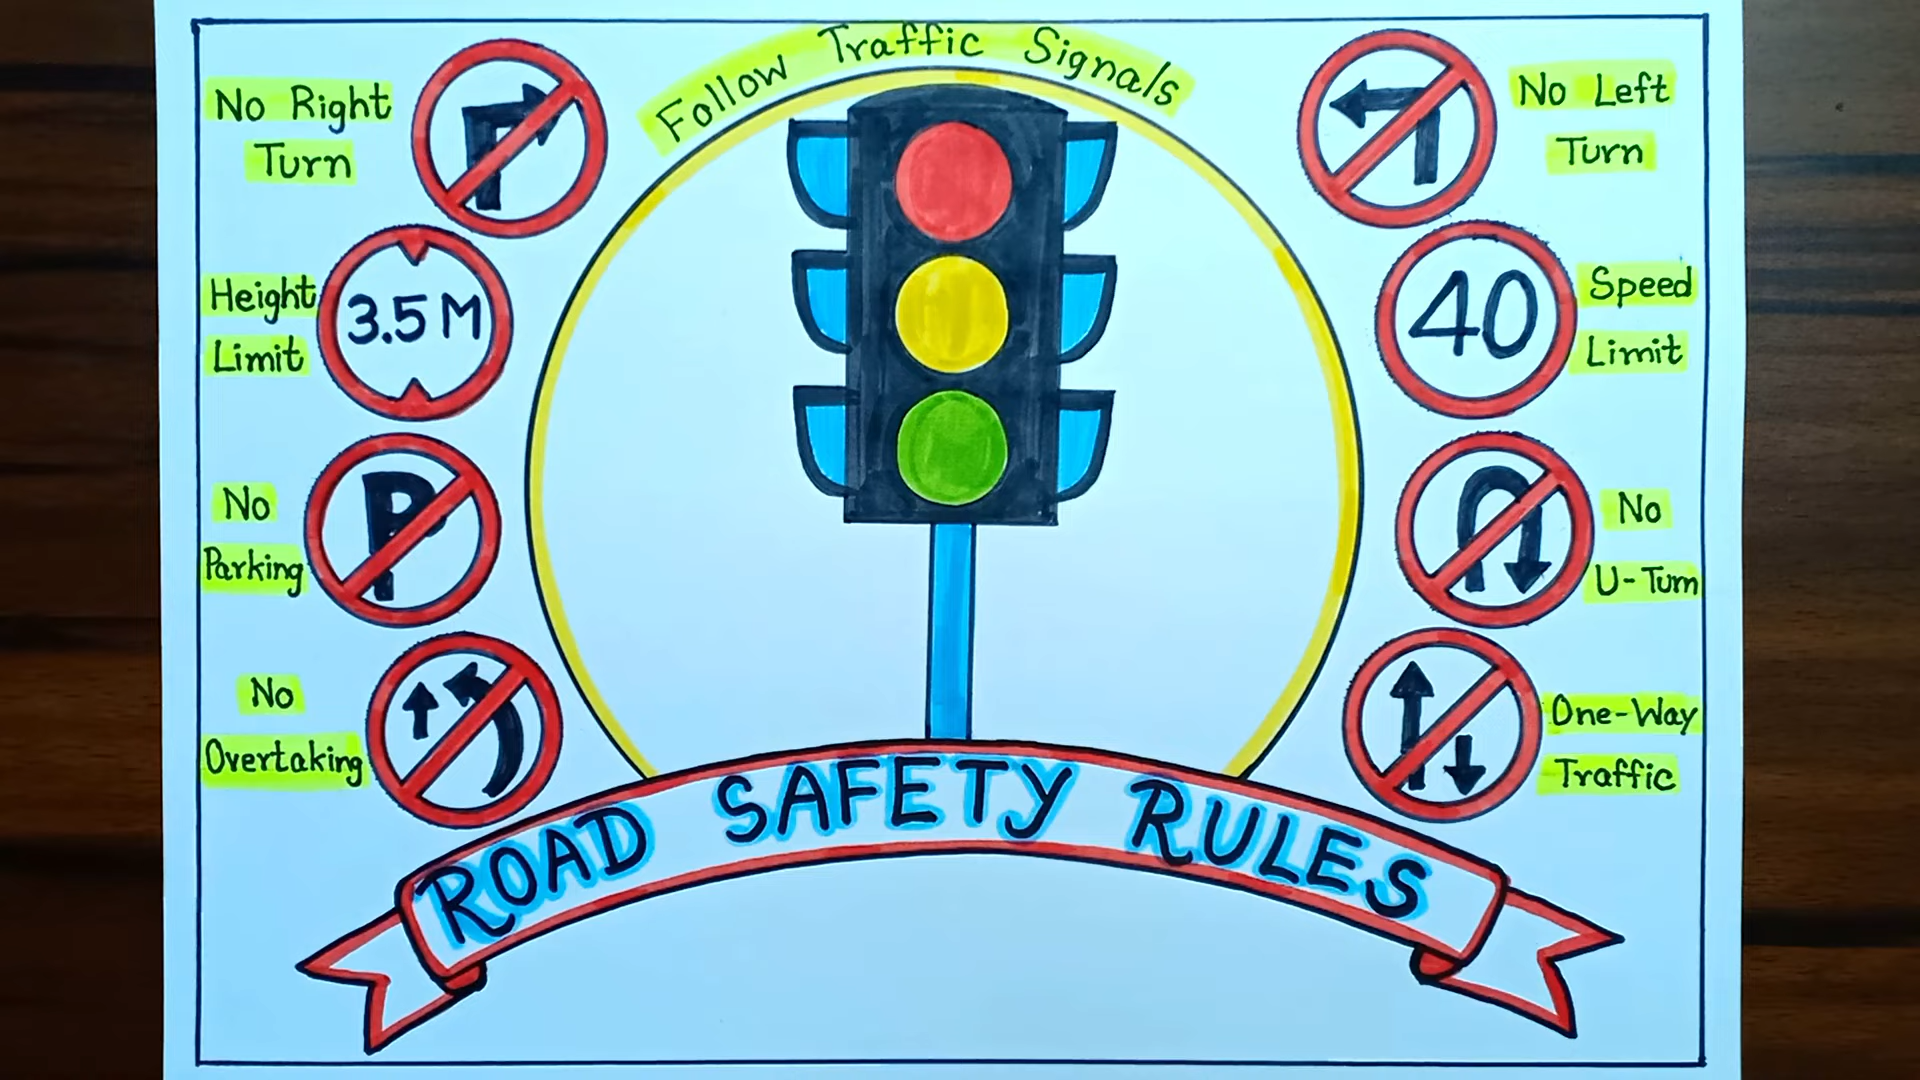 Follow Traffic Signals
No Right
Turn
Height
Limit
3.5 M
No
Parking
P
No
Overtaking
No Left
Turn
40
Speed
Limit
No
U-Turn
One-Way
Traffic
ROAD SAFETY RULES